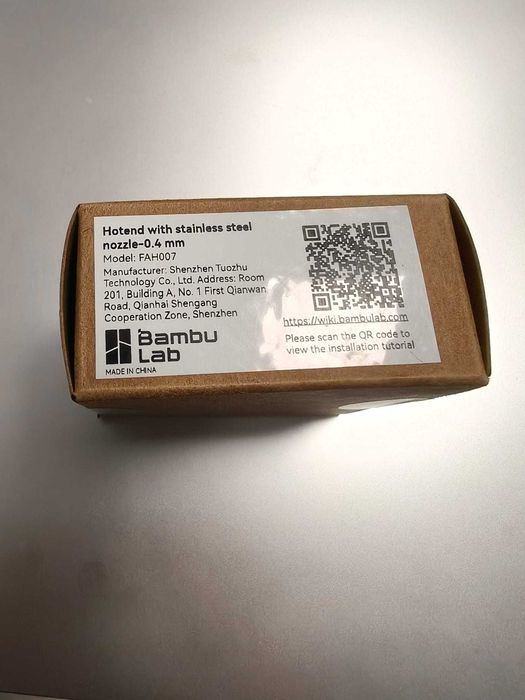 Hotend with stainless steel
nozzle-0.4 mm
Model: FAH007
Manufacturer: Shenzhen Tuozhu
Technology Co., Ltd. Address: Room
201, Building A, No. 1 First Qianwan
Road, Qianhai Shengang
Cooperation Zone, Shenzhen
Bambu
Lab
MADE IN CHINA
https://wiki.bambulab.com
Please scan the QR code to
view the installation tutorial